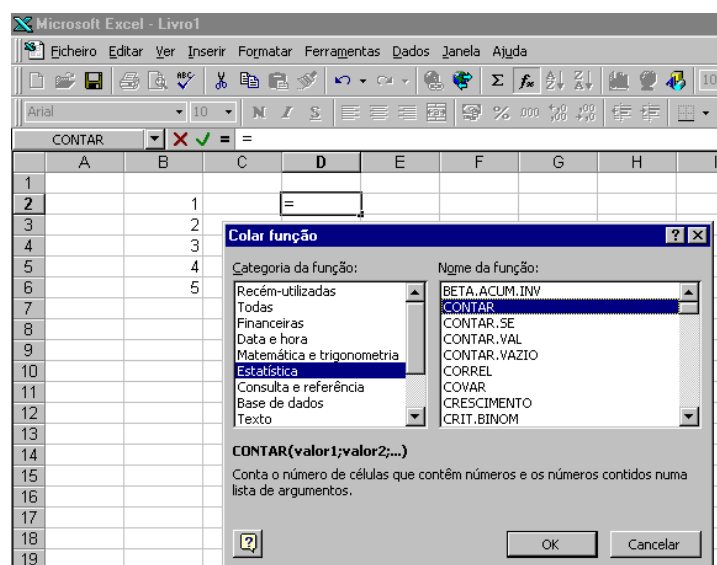 Microsoft Excel - Livro1
Ficheiro Editar Ver Inserir Formatar Ferramentas Dados Janela Ajuda
ABC Σ fx A Z Z A 10
Arial 10 N I S % 000
CONTAR = =
A B C D E F G H
1
2 1 =
3 2
4 3
5 4
6 5
7
8
9
10
11
12
13
14
15
16
17
18
19
Colar função
Categoria da função:
Recém-utilizadas
Todas
Financeiras
Data e hora
Matemática e trigonometria
Estatística
Consulta e referência
Base de dados
Texto
Nome da função:
BETA.ACUM.INV
CONTAR
CONTAR.SE
CONTAR.VAL
CONTAR.VAZIO
CORREL
COVAR
CRESCIMENTO
CRIT.BINOM
CONTAR(valor1;valor2;...)
Conta o número de células que contêm números e os números contidos numa
lista de argumentos.
OK Cancelar